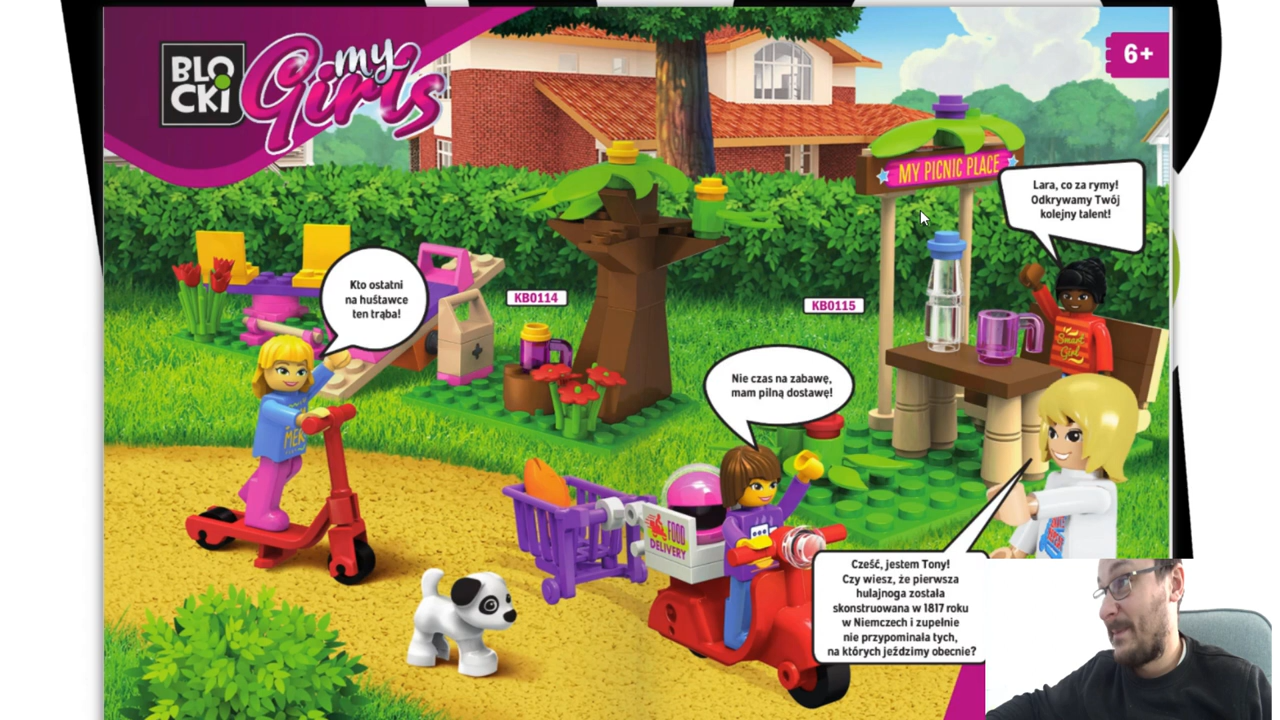 BLO
CKI
my
Girls
6+
MY PICNIC PLACE
Lara, co za rymy!
Odkrywamy Twój
kolejny talent!
Kto ostatni
na huśtawce
ten trąba!
KB0114
KB0115
Smart
Girl
Nie czas na zabawę,
mam pilną dostawę!
FOOD
DELIVERY
Cześć, jestem Tony!
Czy wiesz, że pierwsza
hulajnoga została
skonstruowana w 1817 roku
w Niemczech i zupełnie
nie przypominała tych,
na których jeździmy obecnie?